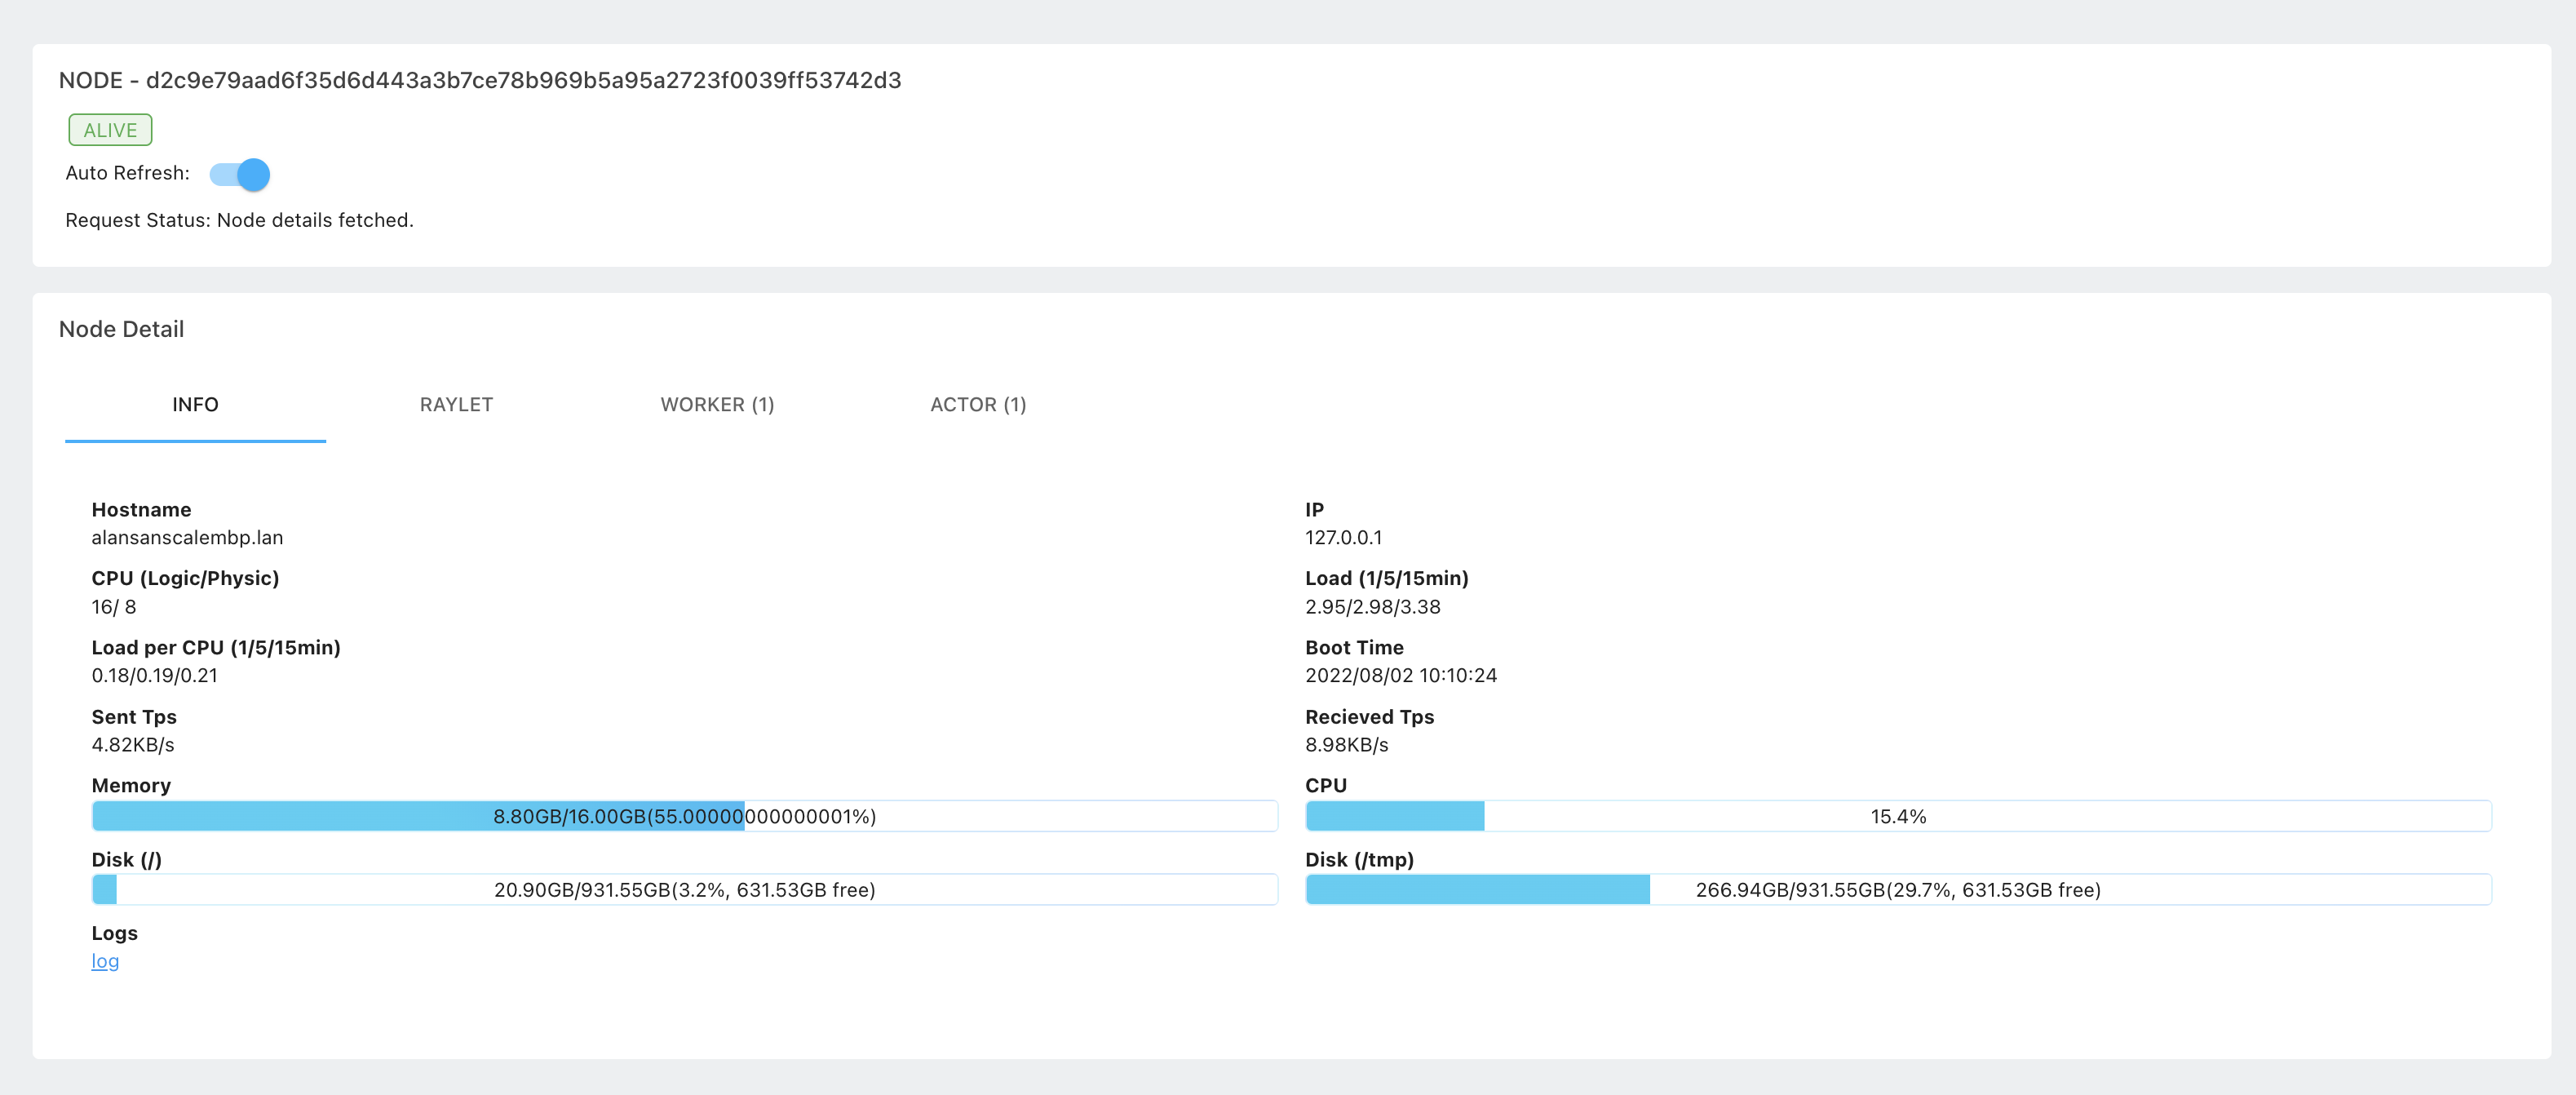 NODE - d2c9e79aad6f35d6d443a3b7ce78b969b5a95a2723f0039ff53742d3
ALIVE
Auto Refresh:
Request Status: Node details fetched.
Node Detail
INFO RAYLET WORKER (1) ACTOR (1)
Hostname
alansanscalembp.lan
IP
127.0.0.1
CPU (Logic/Physic)
16/ 8
Load (1/5/15min)
2.95/2.98/3.38
Load per CPU (1/5/15min)
0.18/0.19/0.21
Boot Time
2022/08/02 10:10:24
Sent Tps
4.82KB/s
Recieved Tps
8.98KB/s
Memory
8.80GB/16.00GB(55.00000000000001%)
CPU
15.4%
Disk (/)
20.90GB/931.55GB(3.2%, 631.53GB free)
Disk (/tmp)
266.94GB/931.55GB(29.7%, 631.53GB free)
Logs
log